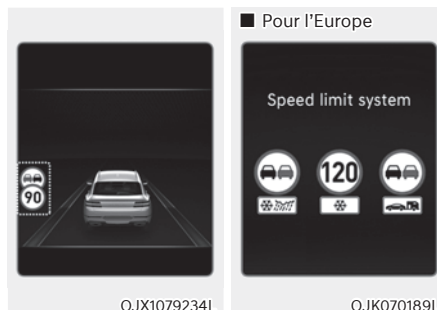 ■ Pour l'Europe
Speed limit system
90
120
OJX1079234L
OJK070189L